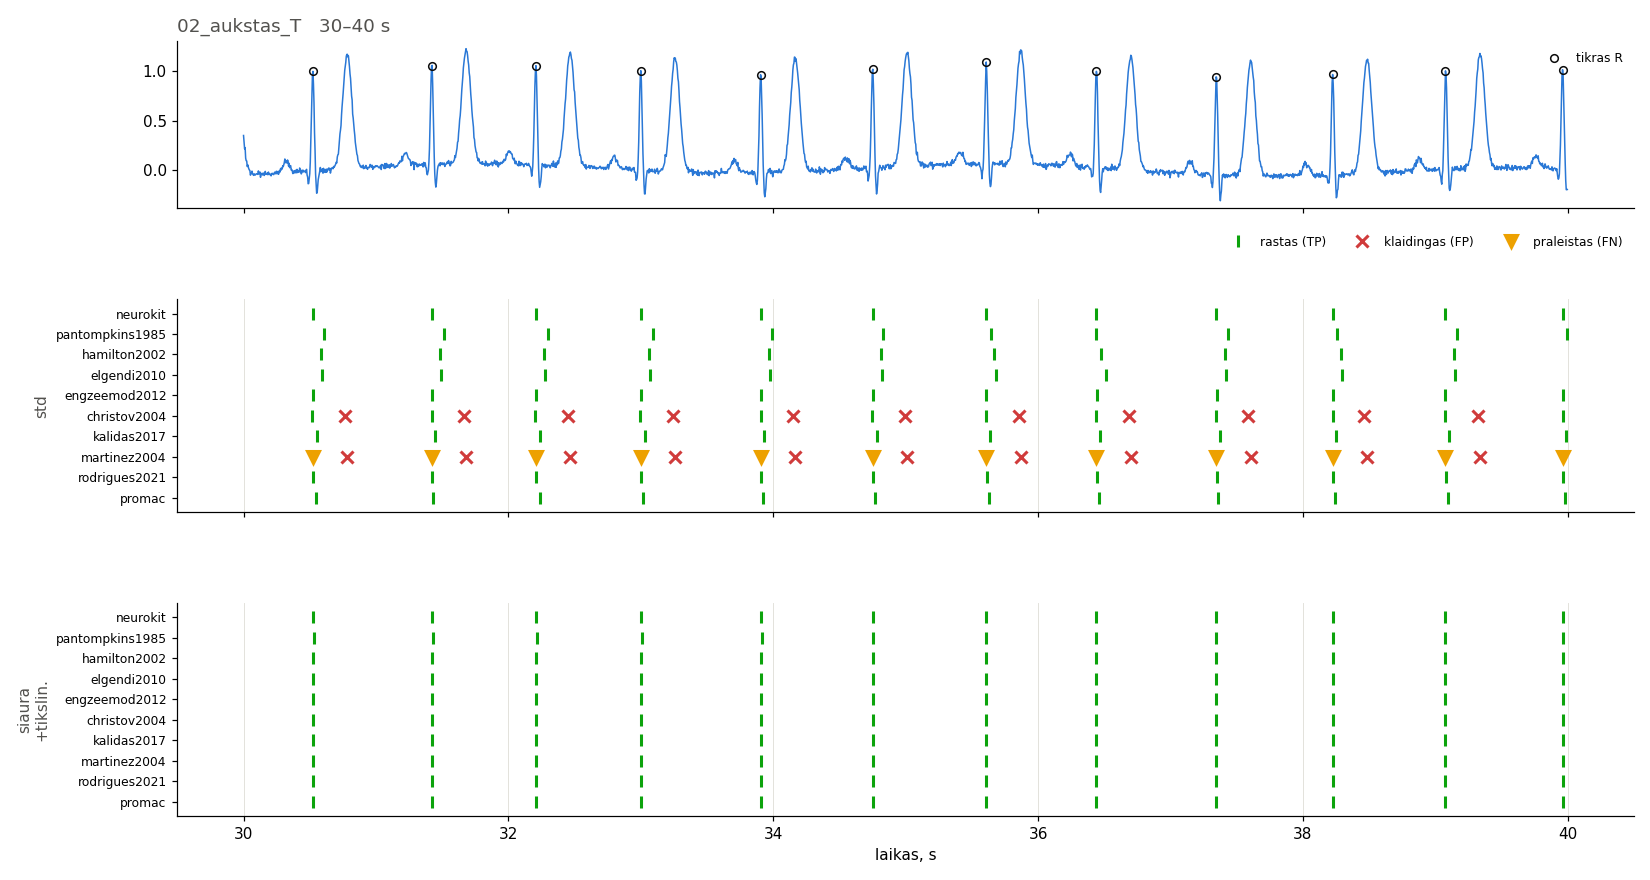 02_aukstas_T 30–40 s
1.0
0.5
0.0
tikras R
rastas (TP)
klaidingas (FP)
praleistas (FN)
std
neurokit
pantompkins1985
hamilton2002
elgendi2010
engzeemod2012
christov2004
kalidas2017
martinez2004
rodrigues2021
promac
siaura
+tikslin.
neurokit
pantompkins1985
hamilton2002
elgendi2010
engzeemod2012
christov2004
kalidas2017
martinez2004
rodrigues2021
promac
30 32 34 36 38 40
laikas, s